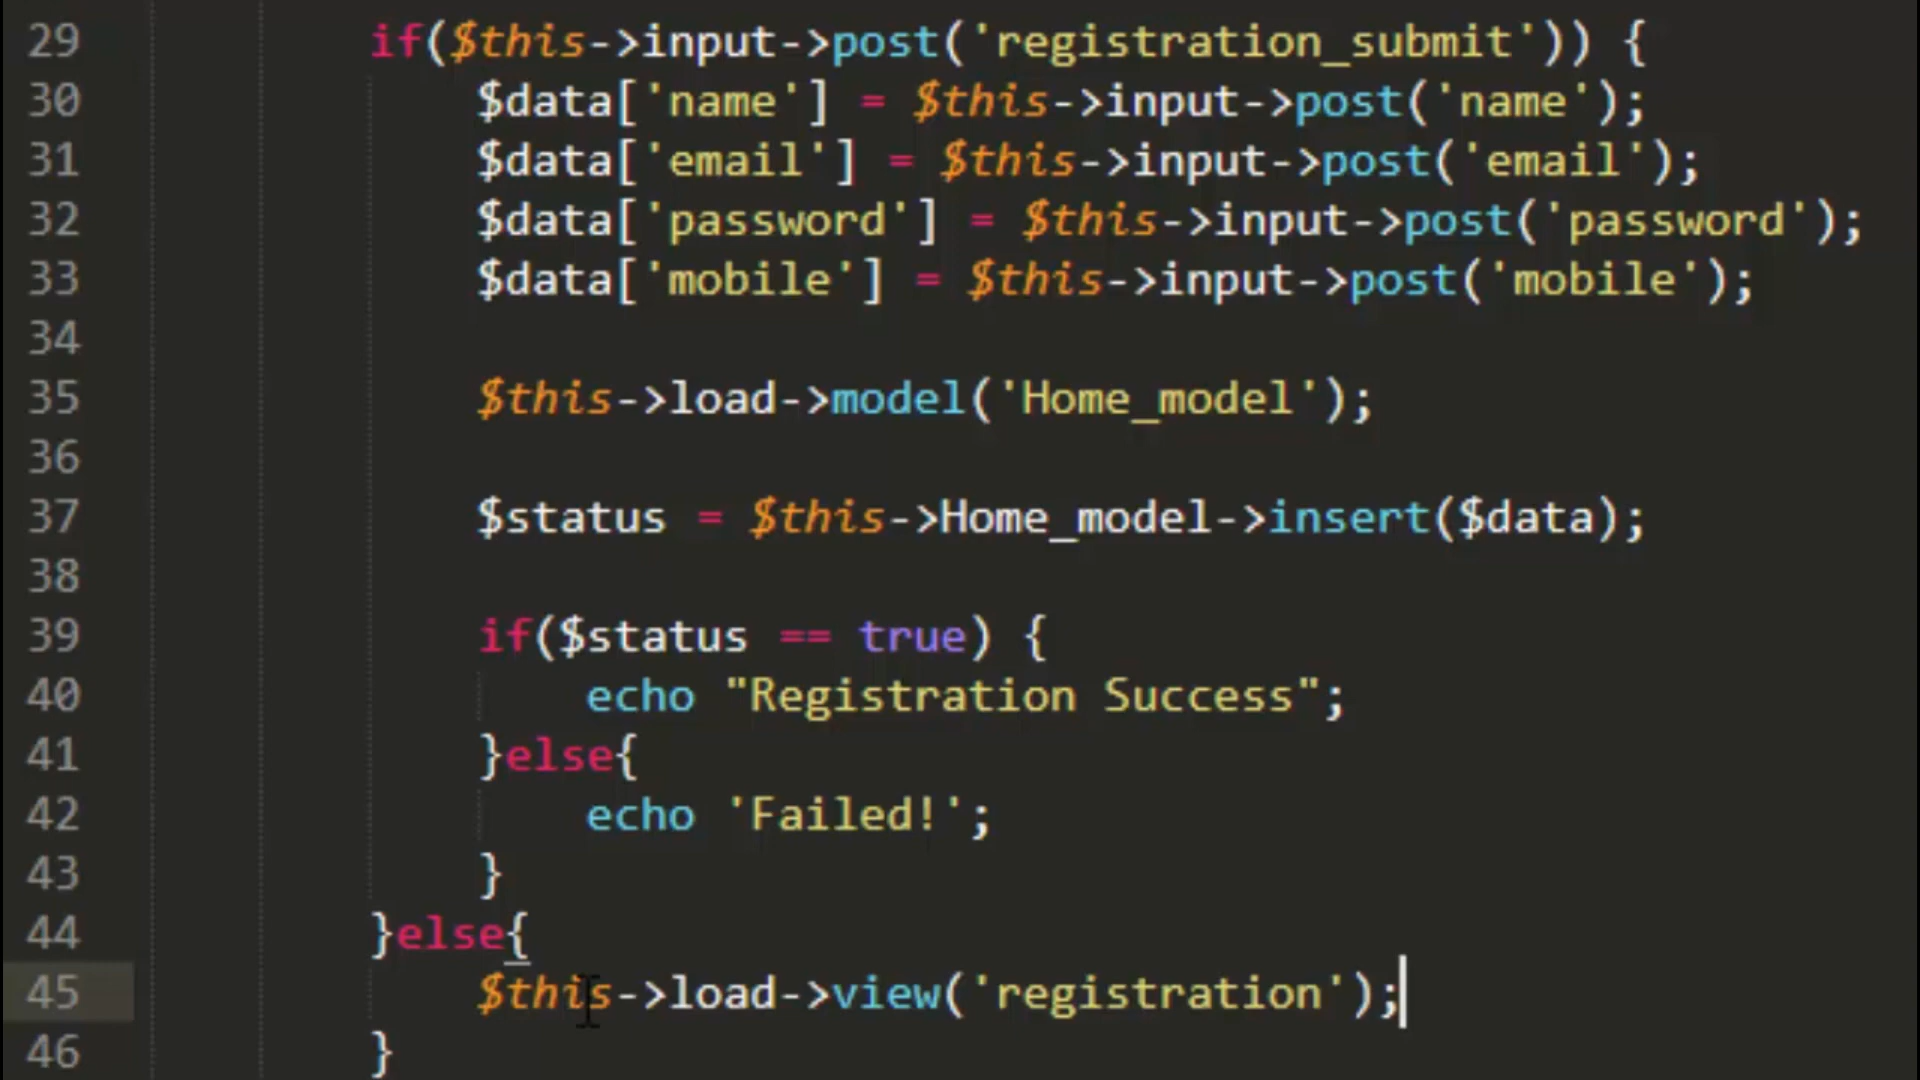 29 if($this->input->post('registration_submit')) {
30 $data['name'] = $this->input->post('name');
31 $data['email'] = $this->input->post('email');
32 $data['password'] = $this->input->post('password');
33 $data['mobile'] = $this->input->post('mobile');
34
35 $this->load->model('Home_model');
36
37 $status = $this->Home_model->insert($data);
38
39 if($status == true) {
40 echo "Registration Success";
41 }else{
42 echo 'Failed!';
43 }
44 }else{
45 $this->load->view('registration');
46 }